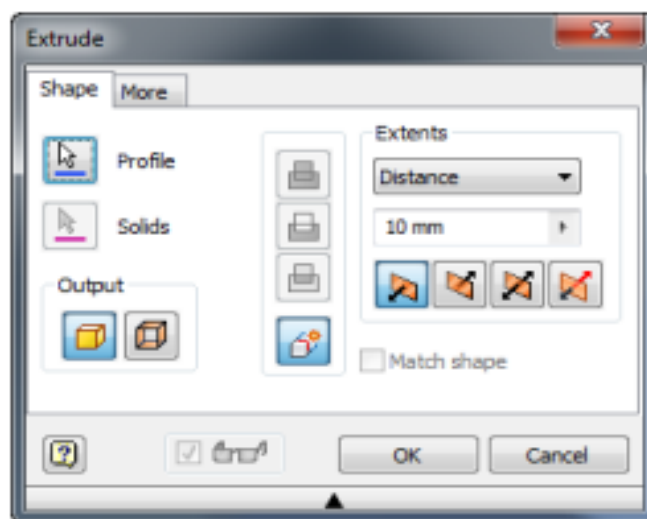 Extrude
Shape More
Profile
Solids
Output
Extents
Distance
10 mm
Match shape
OK Cancel